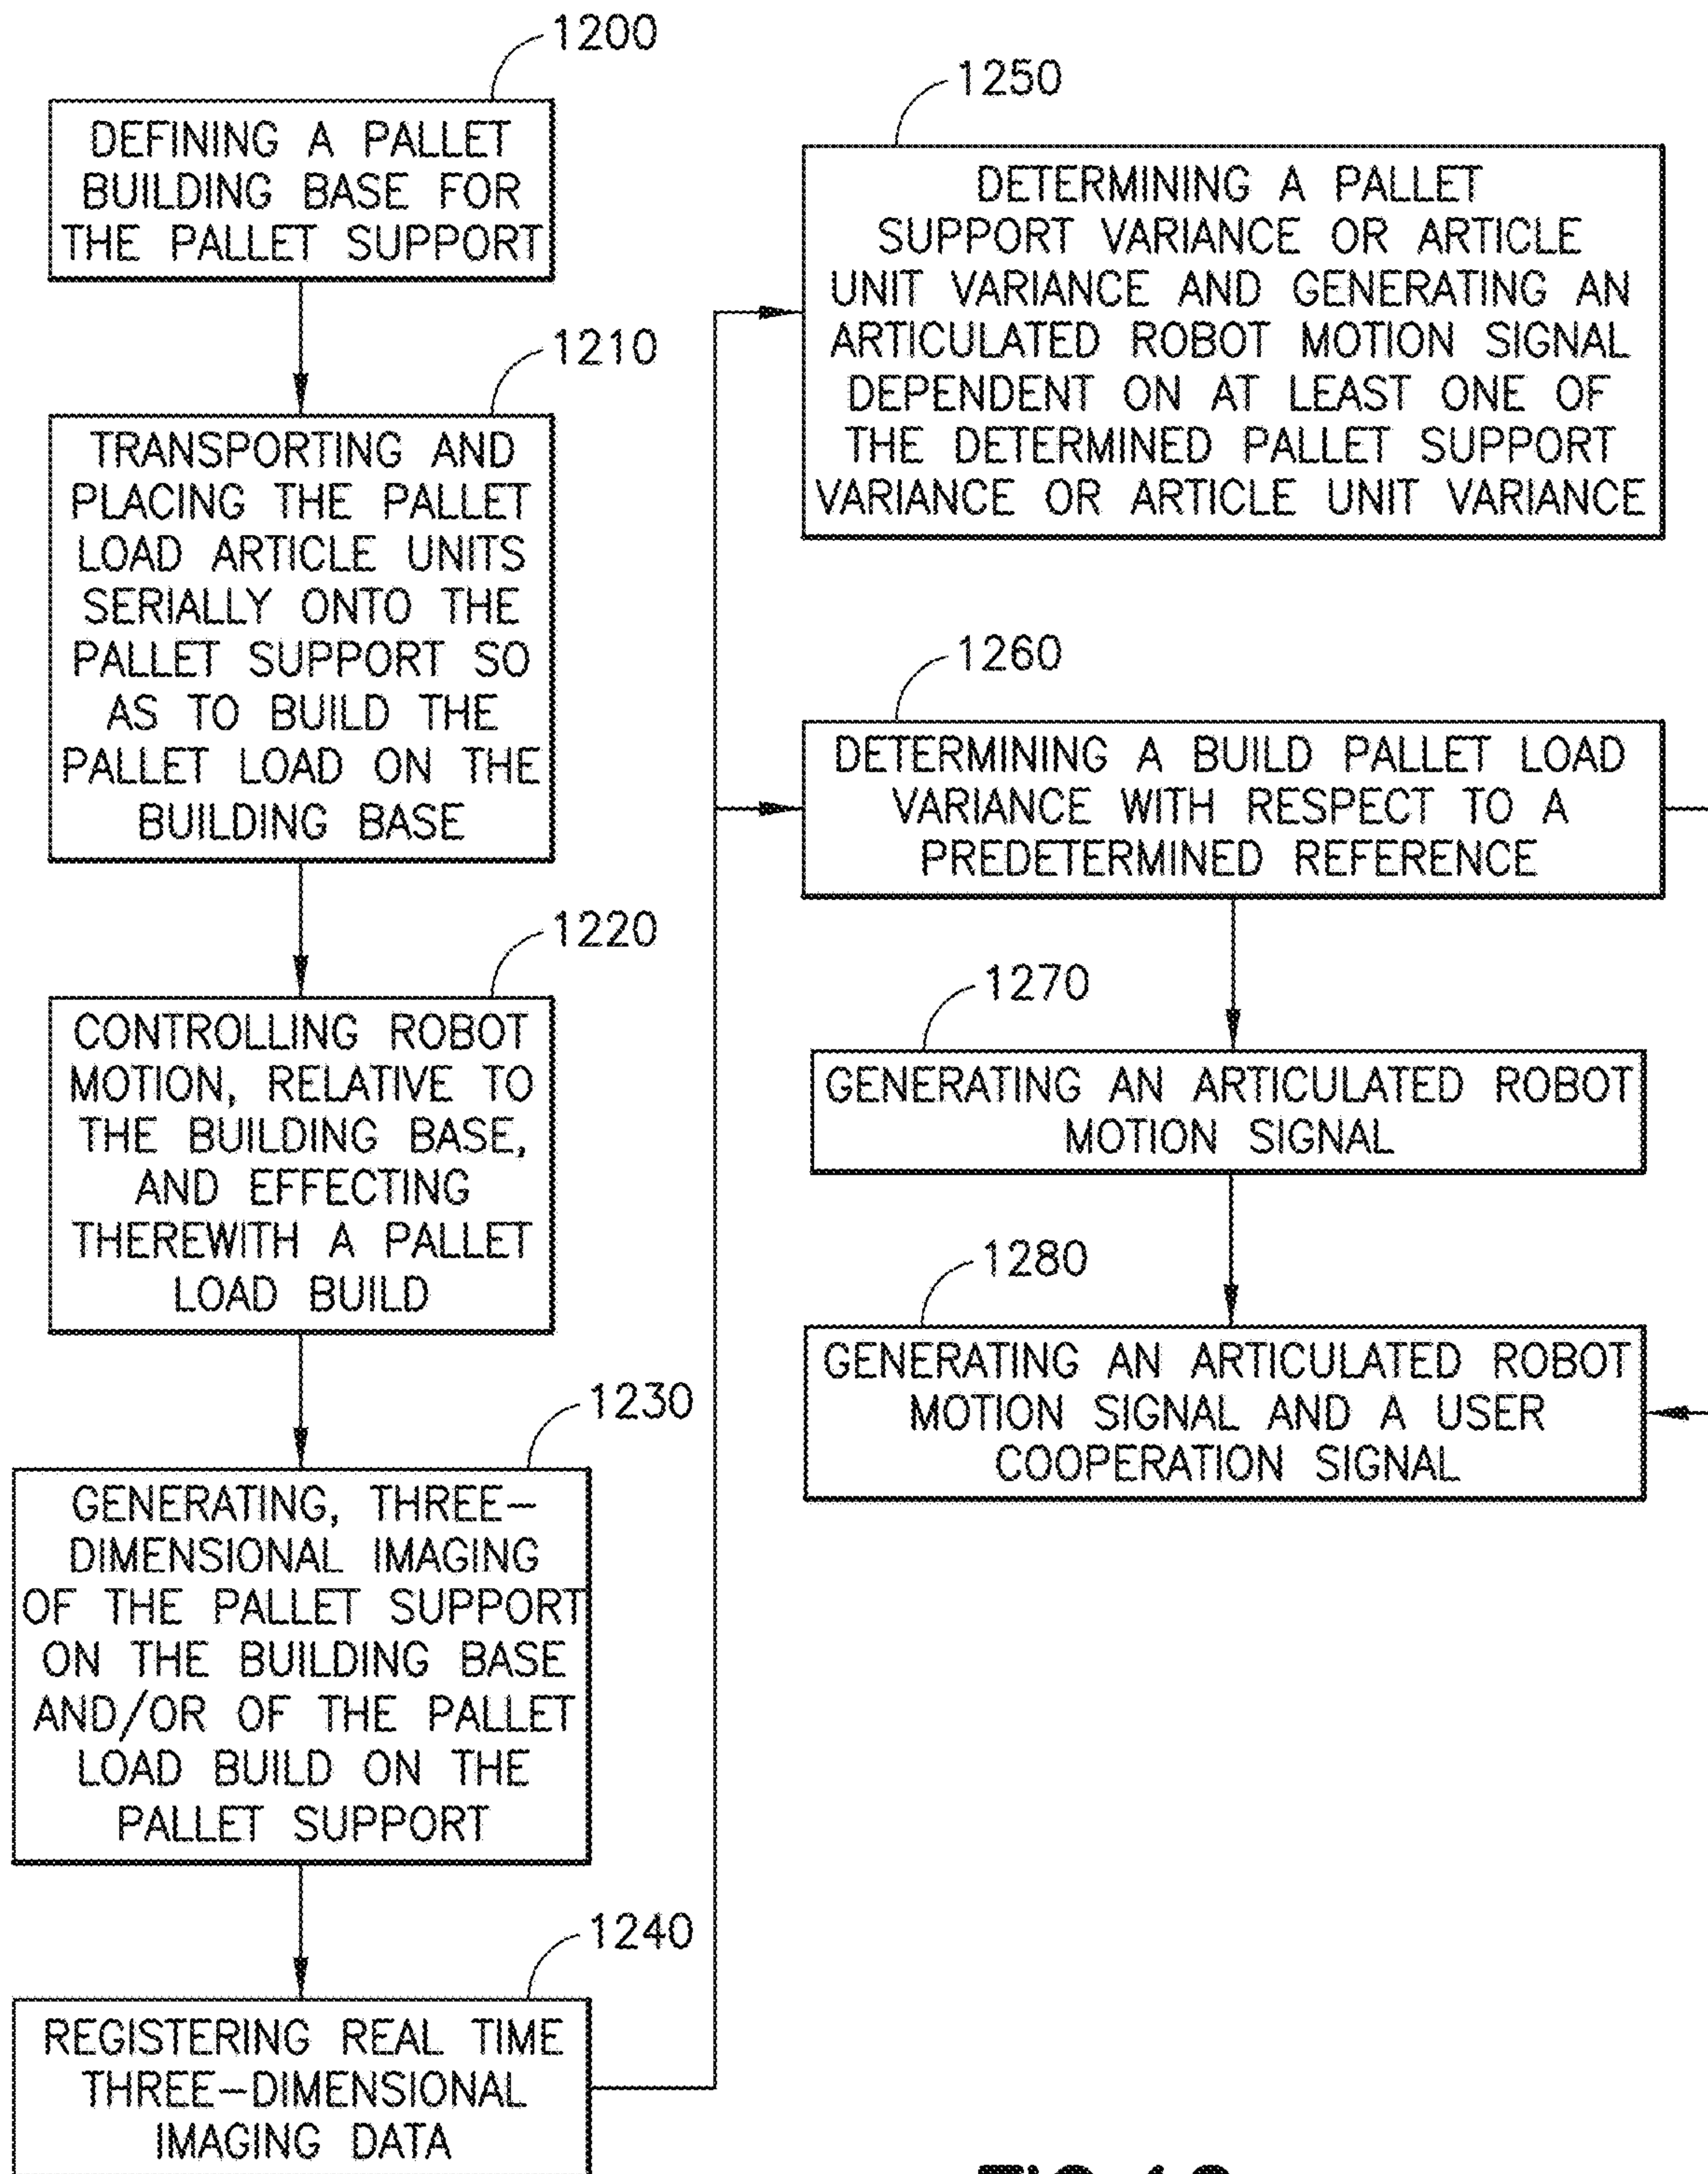 1200
DEFINING A PALLET
BUILDING BASE FOR
THE PALLET SUPPORT
1210
TRANSPORTING AND
PLACING THE PALLET
LOAD ARTICLE UNITS
SERIALLY ONTO THE
PALLET SUPPORT SO
AS TO BUILD THE
PALLET LOAD ON THE
BUILDING BASE
1220
CONTROLLING ROBOT
MOTION, RELATIVE TO
THE BUILDING BASE,
AND EFFECTING
THEREWITH A PALLET
LOAD BUILD
1230
GENERATING, THREE-
DIMENSIONAL IMAGING
OF THE PALLET SUPPORT
ON THE BUILDING BASE
AND/OR OF THE PALLET
LOAD BUILD ON THE
PALLET SUPPORT
1240
REGISTERING REAL TIME
THREE-DIMENSIONAL
IMAGING DATA
1250
DETERMINING A PALLET
SUPPORT VARIANCE OR ARTICLE
UNIT VARIANCE AND GENERATING AN
ARTICULATED ROBOT MOTION SIGNAL
DEPENDENT ON AT LEAST ONE OF
THE DETERMINED PALLET SUPPORT
VARIANCE OR ARTICLE UNIT VARIANCE
1260
DETERMINING A BUILD PALLET LOAD
VARIANCE WITH RESPECT TO A
PREDETERMINED REFERENCE
1270
GENERATING AN ARTICULATED ROBOT
MOTION SIGNAL
1280
GENERATING AN ARTICULATED ROBOT
MOTION SIGNAL AND A USER
COOPERATION SIGNAL